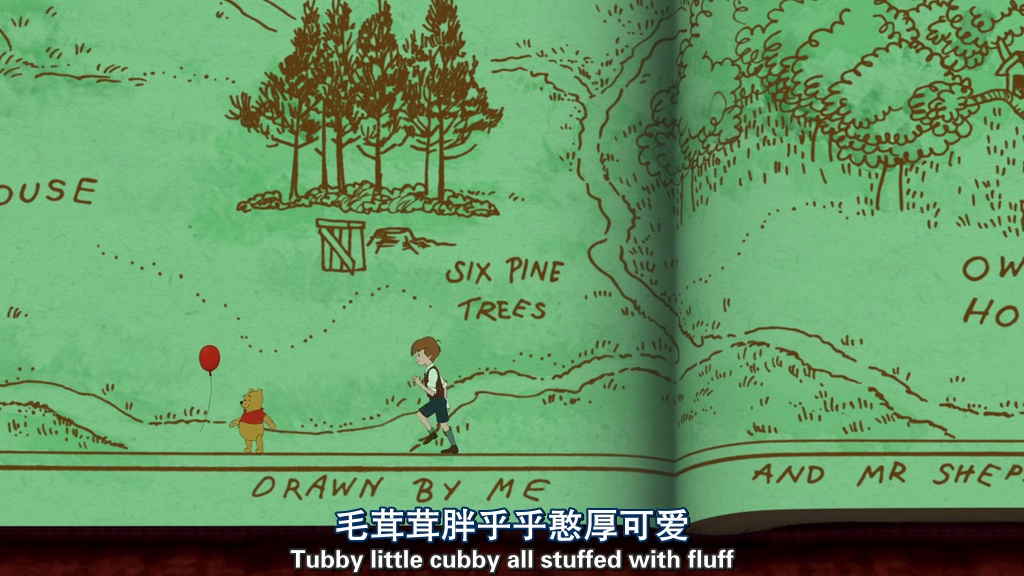 OUSE
SIX PINE
TREES
OW
HO
DRAWN BY ME
AND MR SHEP
毛茸茸胖乎乎憨厚可爱
Tubby little cubby all stuffed with fluff